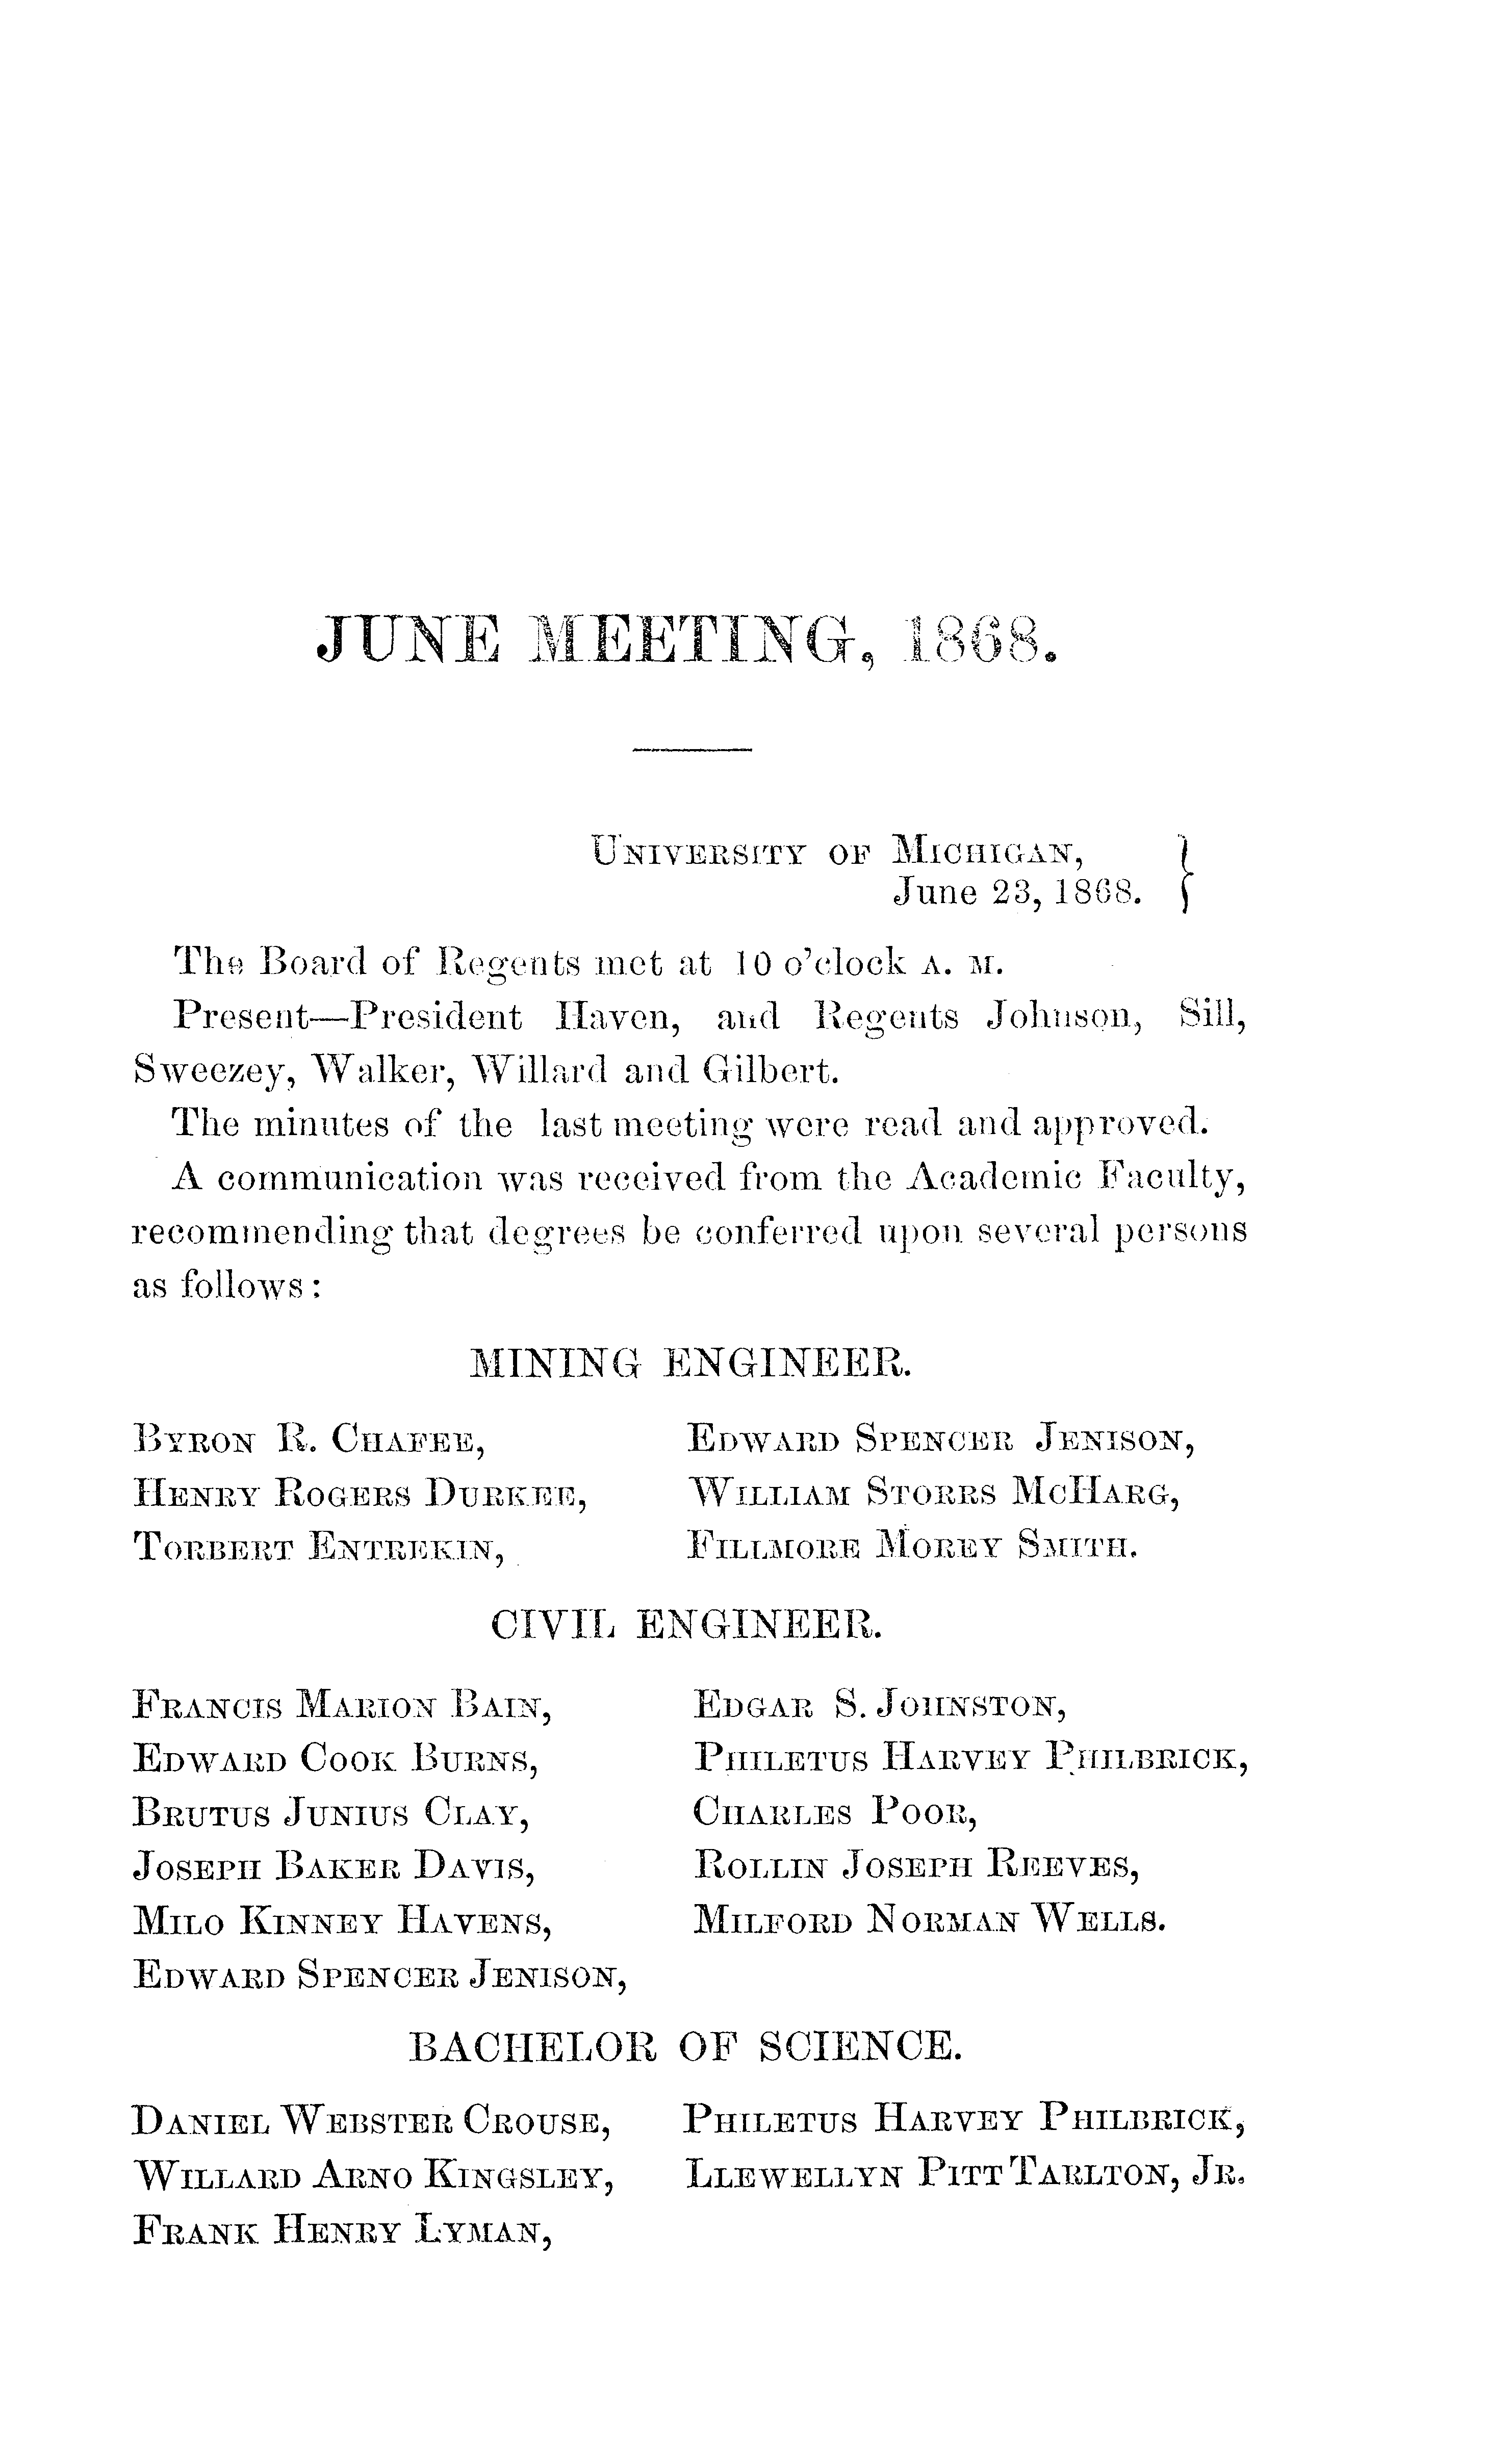 JUNE MEETING, 1868.
UNIVERSITY OF MICHIGAN,
June 23, 1868.
The Board of Regents met at 10 o'clock A. M.
Present—President Haven, and Regents Johnson, Sill,
Sweezey, Walker, Willard and Gilbert.
The minutes of the last meeting were read and approved.
A communication was received from the Academic Faculty,
recommending that degrees be conferred upon several persons
as follows:
MINING ENGINEER.
BYRON R. CHAFEE,
HENRY ROGERS DURKEE,
TORBERT ENTREKIN,
EDWARD SPENCER JENISON,
WILLIAM STORRS MCHARG,
FILLMORE MOREY SMITH.
CIVIL ENGINEER.
FRANCIS MARION BAIN,
EDWARD COOK BURNS,
BRUTUS JUNIUS CLAY,
JOSEPH BAKER DAVIS,
MILO KINNEY HAVENS,
EDWARD SPENCER JENISON,
EDGAR S. JOHNSTON,
PHILETUS HARVEY PHILBRICK,
CHARLES POOR,
ROLLIN JOSEPH REEVES,
MILFORD NORMAN WELLS.
BACHELOR OF SCIENCE.
DANIEL WEBSTER CROUSE,
WILLARD ARNO KINGSLEY,
FRANK HENRY LYMAN,
PHILETUS HARVEY PHILBRICK,
LLEWELLYN PITT TARLTON, JR.